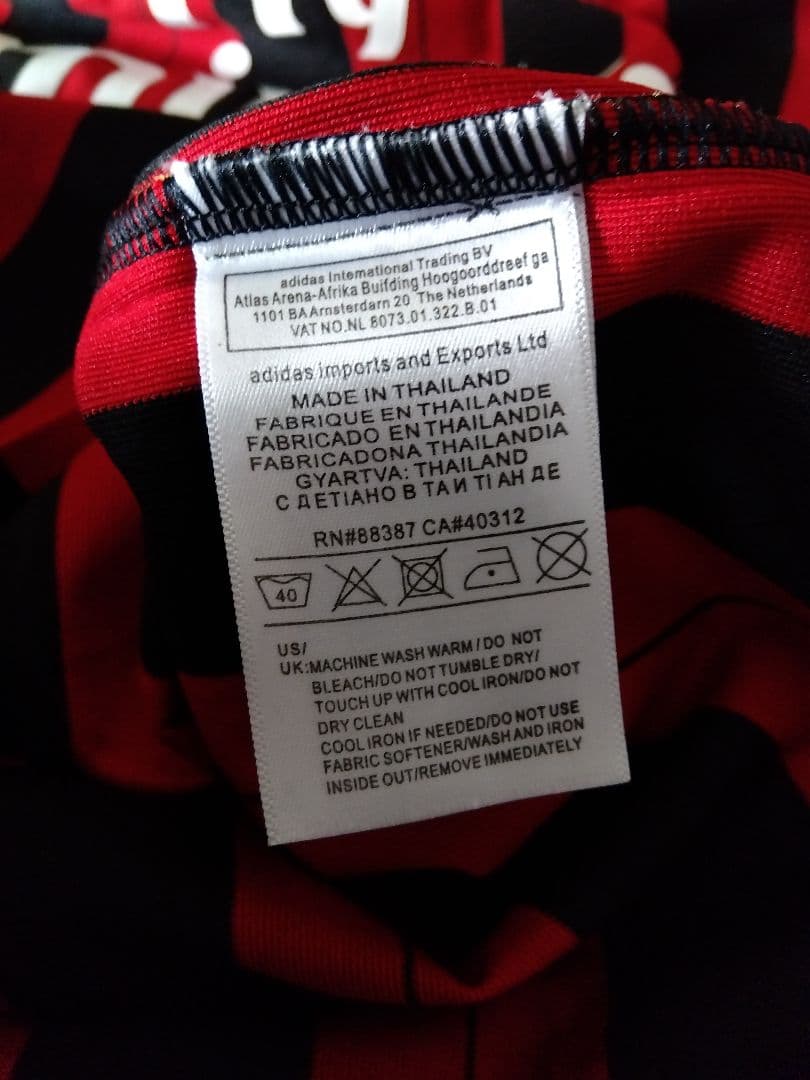 adidas International Trading BV
Atlas Arena-Afrika Buifding Hoogoorddreef ga
1101 BA Arnsterdarn 20 The Netherlands
VAT NO.NL 8073.01.322.B.01
adidas imports and Exports Ltd
MADE IN THAILAND
FABRIQUE EN THAILANDE
FABRICADO EN THAILANDIA
FABRICADONA THAILANDIA
GYARTVA: THAILAND
С ДЕТІАНО В ТАИ ТІ АН ДЕ
RN#88387 CA#40312
40
US/
UK:MACHINE WASH WARM / DO NOT
BLEACH/DO NOT TUMBLE DRY/
TOUCH UP WITH COOL IRON/DO NOT
DRY CLEAN
COOL IRON IF NEEDED/DO NOT USE
FABRIC SOFTENER/WASH AND IRON
INSIDE OUT/REMOVE IMMEDIATELY